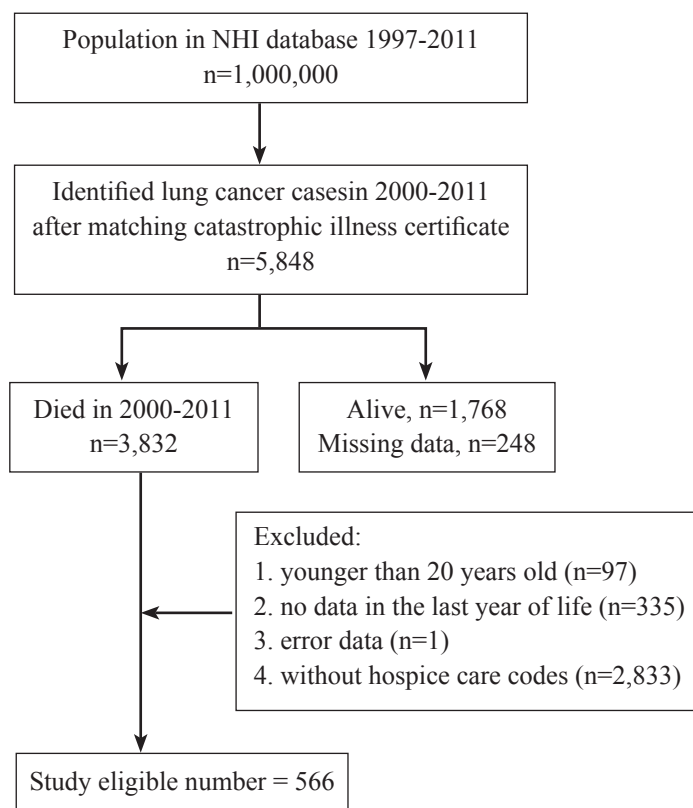 Population in NHI database 1997-2011
n=1,000,000
Identified lung cancer casesin 2000-2011
after matching catastrophic illness certificate
n=5,848
Died in 2000-2011
n=3,832
Alive, n=1,768
Missing data, n=248
Excluded:
1. younger than 20 years old (n=97)
2. no data in the last year of life (n=335)
3. error data (n=1)
4. without hospice care codes (n=2,833)
Study eligible number = 566